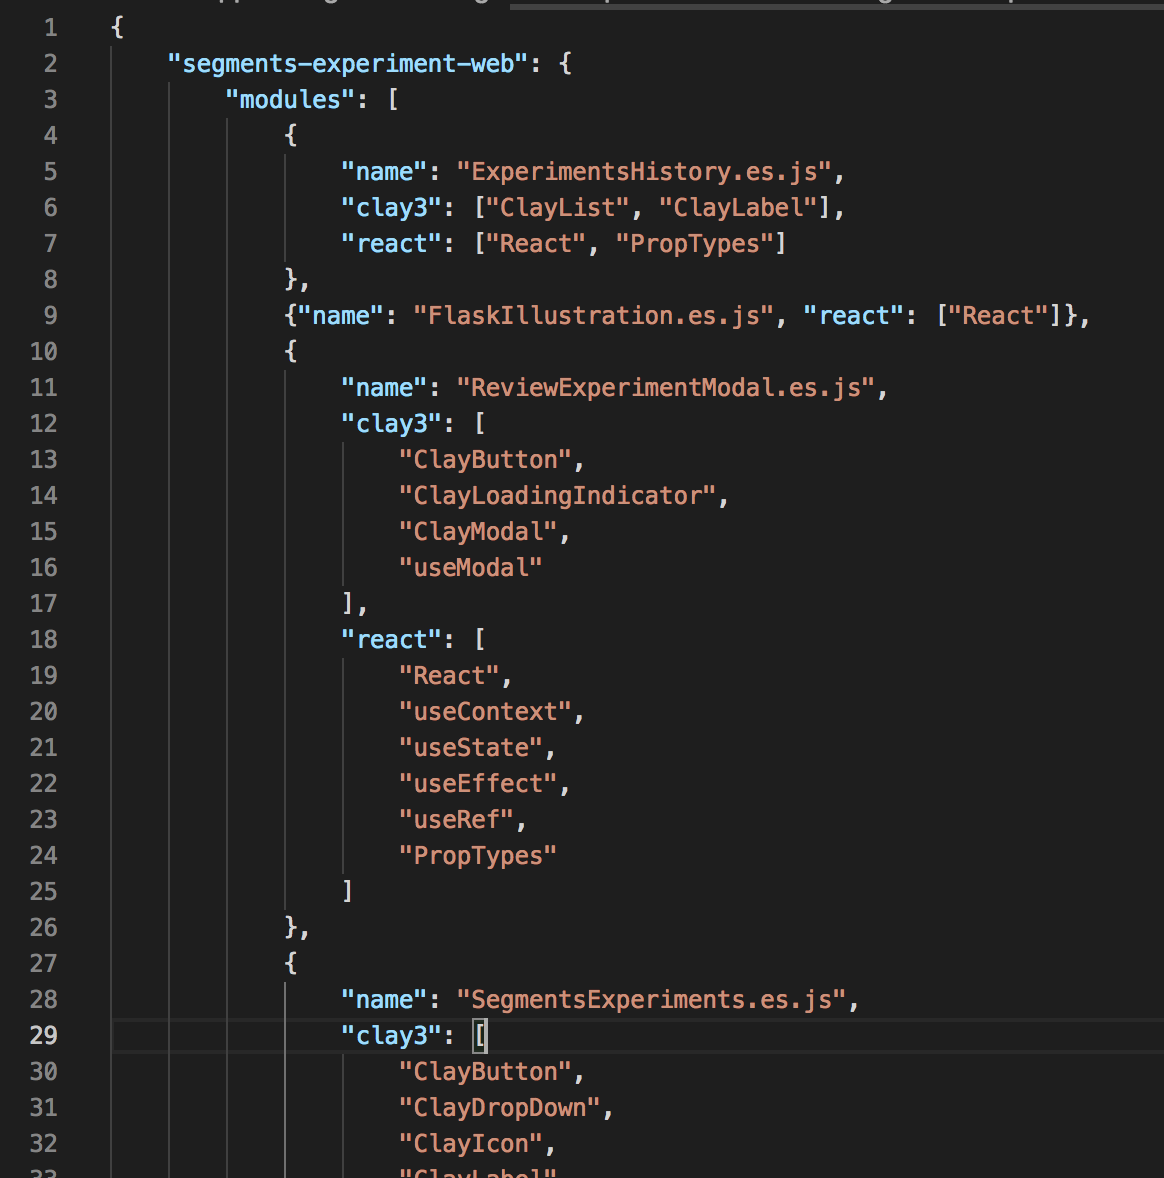 1 {
2 "segments-experiment-web": {
3 "modules": [
4 {
5 "name": "ExperimentsHistory.es.js",
6 "clay3": ["ClayList", "ClayLabel"],
7 "react": ["React", "PropTypes"]
8 },
9 {"name": "FlaskIllustration.es.js", "react": ["React"]},
10 {
11 "name": "ReviewExperimentModal.es.js",
12 "clay3": [
13 "ClayButton",
14 "ClayLoadingIndicator",
15 "ClayModal",
16 "useModal"
17 ],
18 "react": [
19 "React",
20 "useContext",
21 "useState",
22 "useEffect",
23 "useRef",
24 "PropTypes"
25 ]
26 },
27 {
28 "name": "SegmentsExperiments.es.js",
29 "clay3": [
30 "ClayButton",
31 "ClayDropDown",
32 "ClayIcon",
33 "ClayLabel"